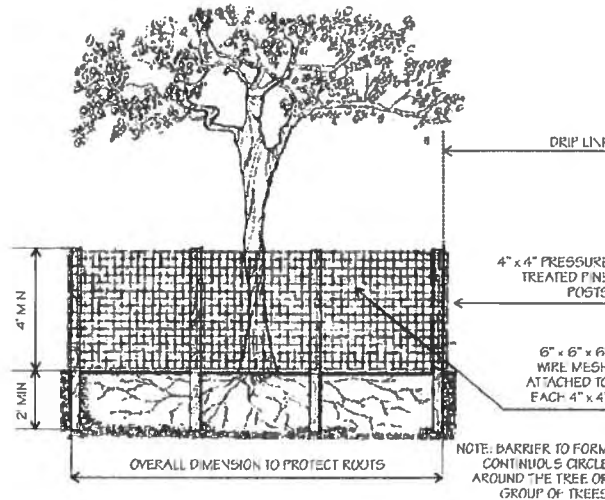 DRIP LINE
4" x 4" PRESSURE
TREATED PINE
POSTS
4' MIN
6" x 6" x 6
WIRE MESH
ATTACHED TO
EACH 4" x 4"
2' MIN
OVERALL DIMENSION TO PROTECT ROOTS
NOTE: BARRIER TO FORM
CONTINUOUS CIRCLE
AROUND THE TREE OR
GROUP OF TREES